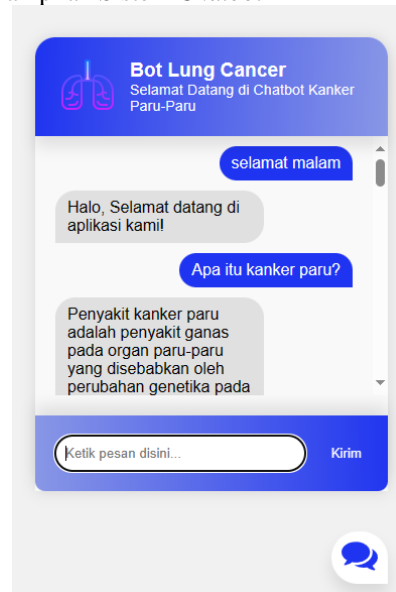 Bot Lung Cancer
Selamat Datang di Chatbot Kanker
Paru-Paru
selamat malam
Halo, Selamat datang di
aplikasi kami!
Apa itu kanker paru?
Penyakit kanker paru
adalah penyakit ganas
pada organ paru-paru
yang disebabkan oleh
perubahan genetika pada
Ketik pesan disini...
Kirim